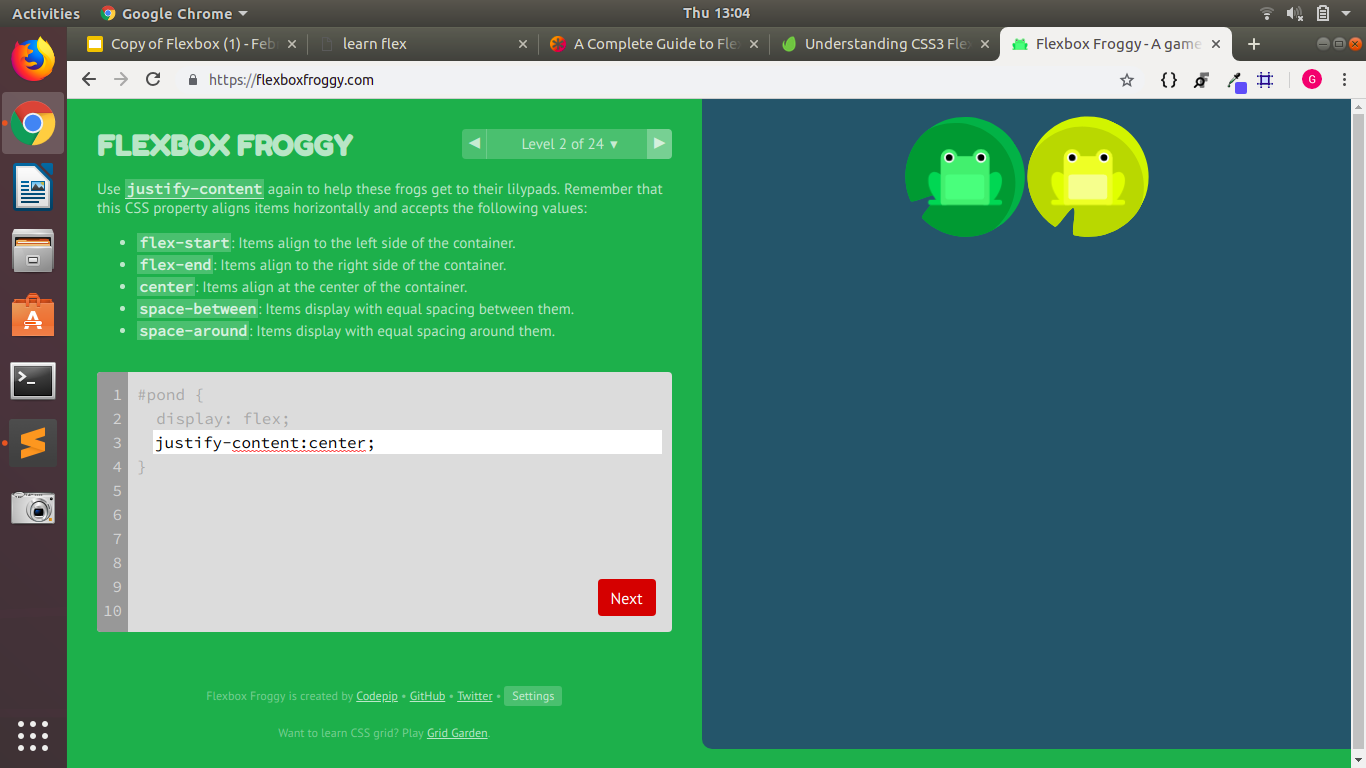 Activities Google Chrome ▾ Thu 13:04
Copy of Flexbox (1) - Feb learn flex A Complete Guide to Fle Understanding CSS3 Fle Flexbox Froggy - A game
https://flexboxfroggy.com G
FLEXBOX FROGGY ◀ Level 2 of 24 ▾ ▶
Use justify-content again to help these frogs get to their lilypads. Remember that
this CSS property aligns items horizontally and accepts the following values:
• flex-start: Items align to the left side of the container.
• flex-end: Items align to the right side of the container.
• center: Items align at the center of the container.
• space-between: Items display with equal spacing between them.
• space-around: Items display with equal spacing around them.
1 #pond {
2 display: flex;
3 justify-content:center;
4 }
5
6
7
8
9
10
Next
Flexbox Froggy is created by Codepip • GitHub • Twitter • Settings
Want to learn CSS grid? Play Grid Garden.